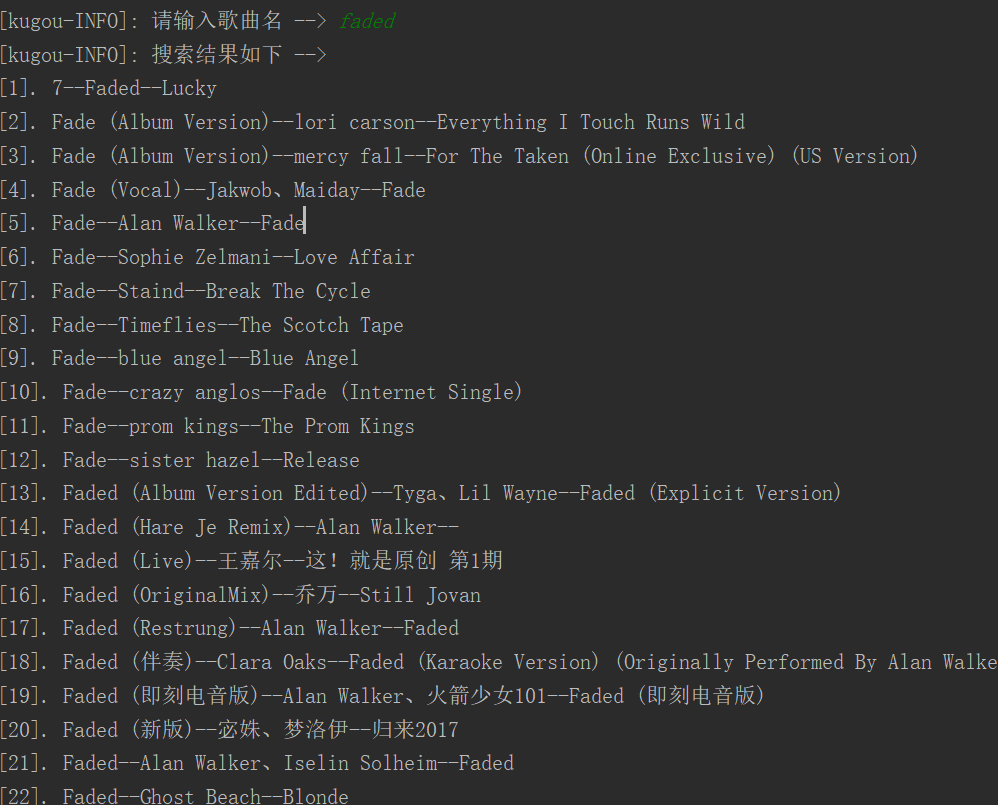 [kugou-INFO]: 请输入歌曲名 --> faded
[kugou-INFO]: 搜索结果如下 -->
[1]. 7--Faded--Lucky
[2]. Fade (Album Version)--lori carson--Everything I Touch Runs Wild
[3]. Fade (Album Version)--mercy fall--For The Taken (Online Exclusive) (US Version)
[4]. Fade (Vocal)--Jakwob、Maiday--Fade
[5]. Fade--Alan Walker--Fade
[6]. Fade--Sophie Zelmani--Love Affair
[7]. Fade--Staind--Break The Cycle
[8]. Fade--Timeflies--The Scotch Tape
[9]. Fade--blue angel--Blue Angel
[10]. Fade--crazy anglos--Fade (Internet Single)
[11]. Fade--prom kings--The Prom Kings
[12]. Fade--sister hazel--Release
[13]. Faded (Album Version Edited)--Tyga、Lil Wayne--Faded (Explicit Version)
[14]. Faded (Hare Je Remix)--Alan Walker--
[15]. Faded (Live)--王嘉尔--这！就是原创 第1期
[16]. Faded (OriginalMix)--乔万--Still Jovan
[17]. Faded (Restrung)--Alan Walker--Faded
[18]. Faded (伴奏)--Clara Oaks--Faded (Karaoke Version) (Originally Performed By Alan Walke
[19]. Faded (即刻电音版)--Alan Walker、火箭少女101--Faded (即刻电音版)
[20]. Faded (新版)--宓姝、梦洛伊--归来2017
[21]. Faded--Alan Walker、Iselin Solheim--Faded
[22]. Faded--Ghost Beach--Blonde